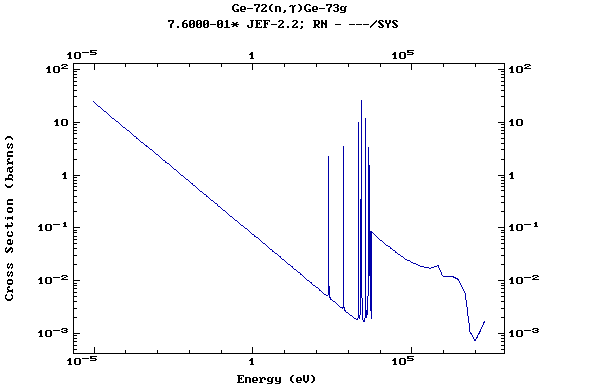 Ge-72(n,γ)Ge-73g
7.6000-01* JEF-2.2; RN - ---/SYS
10⁻⁵ 1 10⁵
10² 10²
10 10
1 1
10⁻¹ 10⁻¹
10⁻² 10⁻²
10⁻³ 10⁻³
Cross Section (barns)
10⁻⁵ 1 10⁵
Energy (eV)